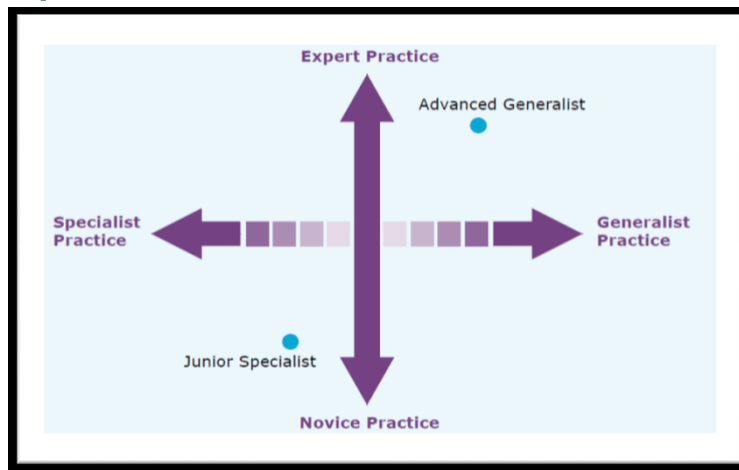 Expert Practice
Advanced Generalist
Specialist
Practice
Generalist
Practice
Junior Specialist
Novice Practice